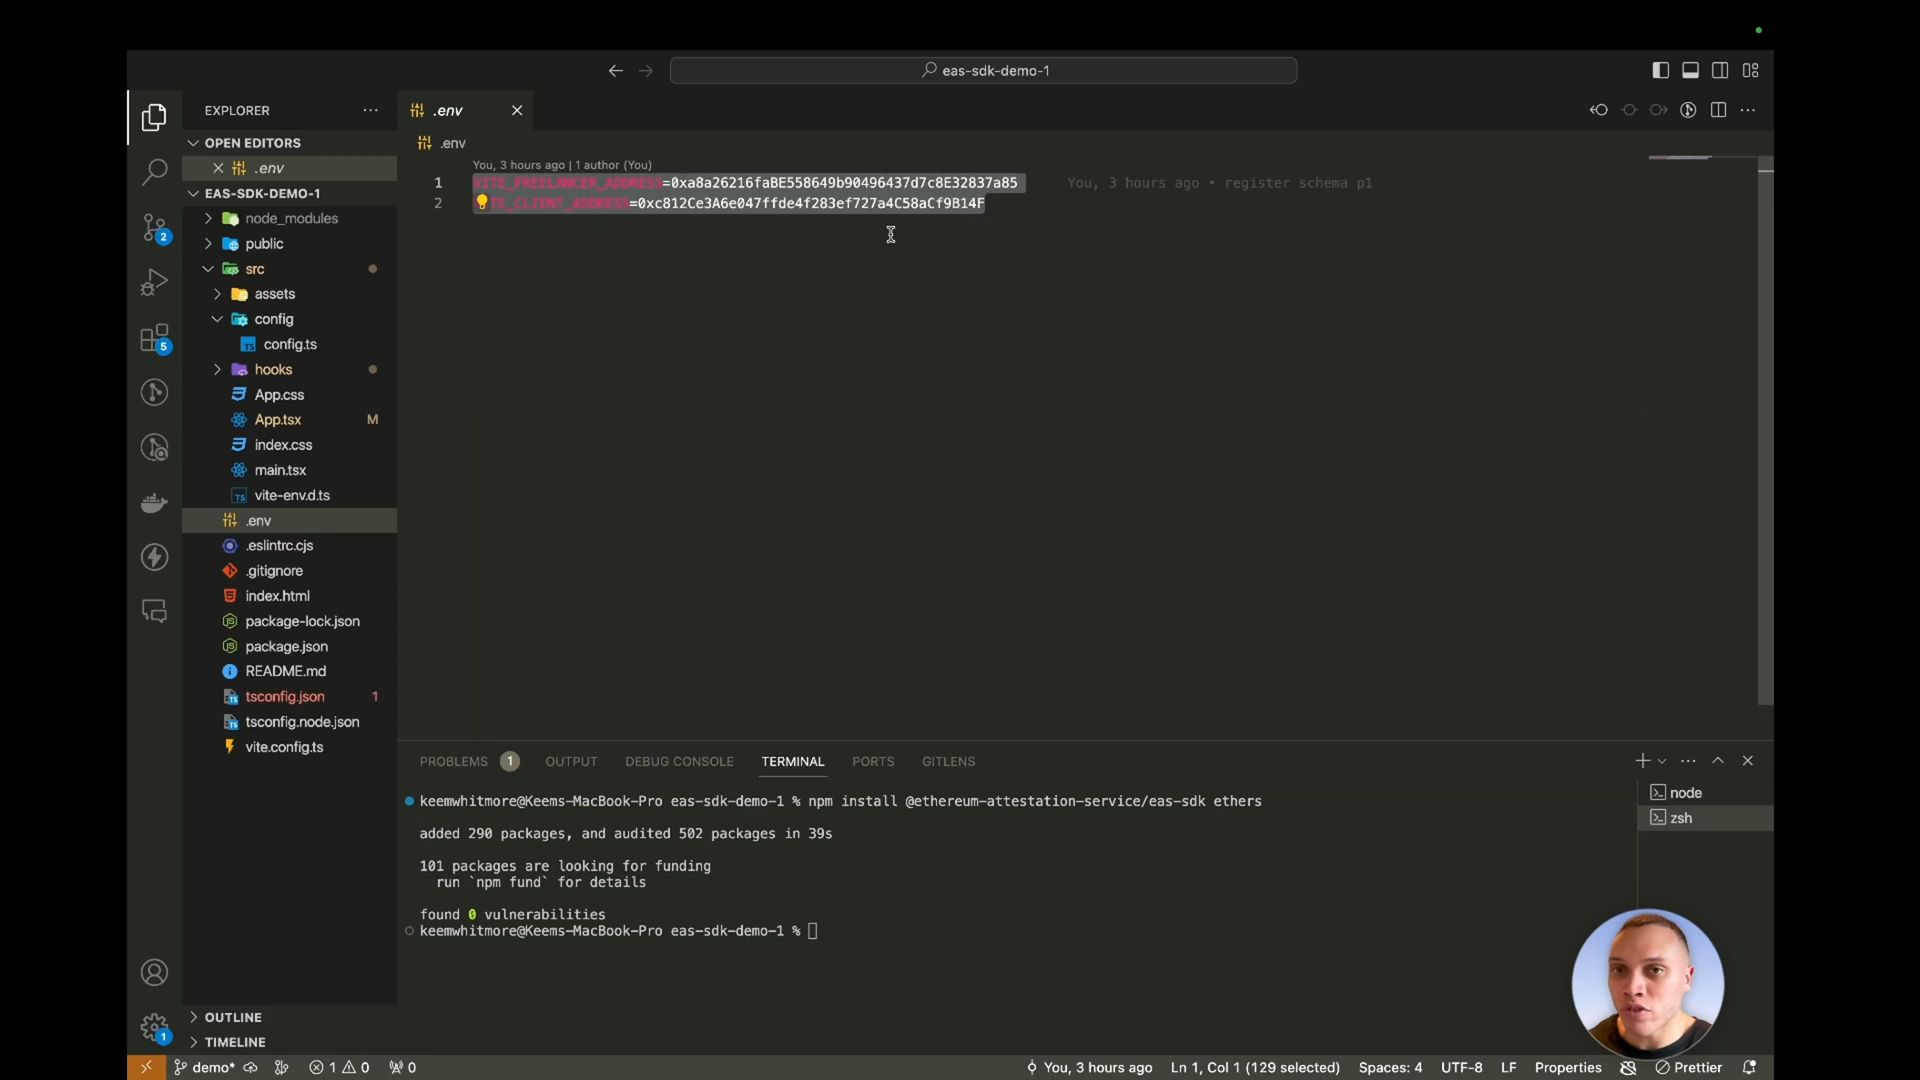 eas-sdk-demo-1
EXPLORER
.env
OPEN EDITORS
.env
.env
EAS-SDK-DEMO-1
You, 3 hours ago | 1 author (You)
1 VITE_FREELANCER_ADDRESS=0xa8a26216faBE558649b90496437d7c8E32837a85 You, 3 hours ago • register schema p1
2 TE_CLIENT_ADDRESS=0xc812Ce3A6e047ffde4f283ef727a4C58aCf9B14F
node_modules
public
src
assets
config
TS config.ts
hooks
App.css
App.tsx M
index.css
main.tsx
TS vite-env.d.ts
.env
.eslintrc.cjs
.gitignore
index.html
package-lock.json
package.json
README.md
tsconfig.json 1
tsconfig.node.json
vite.config.ts
2
5
PROBLEMS 1 OUTPUT DEBUG CONSOLE TERMINAL PORTS GITLENS
keemwhitmore@Keems-MacBook-Pro eas-sdk-demo-1 % npm install @ethereum-attestation-service/eas-sdk ethers
added 290 packages, and audited 502 packages in 39s
101 packages are looking for funding
run `npm fund` for details
found 0 vulnerabilities
keemwhitmore@Keems-MacBook-Pro eas-sdk-demo-1 %
node
zsh
OUTLINE
TIMELINE
1
demo* 1 0 0 You, 3 hours ago Ln 1, Col 1 (129 selected) Spaces: 4 UTF-8 LF Properties Prettier